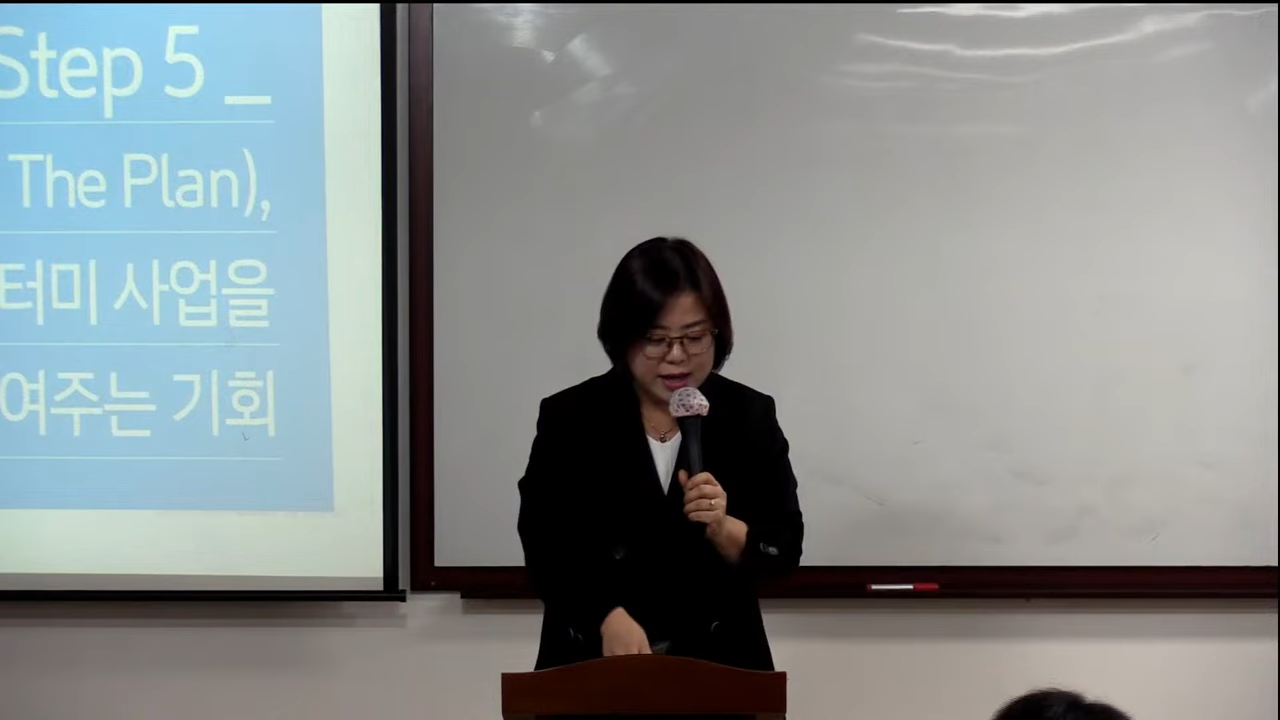 Step 5 _
The Plan),
터미 사업을
여주는 기회